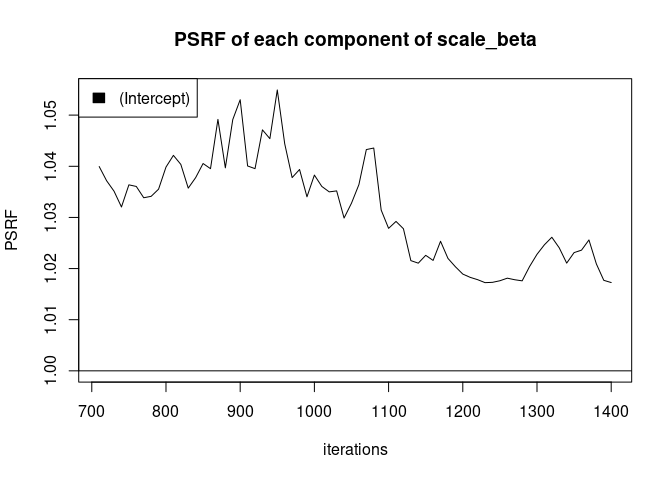 PSRF of each component of scale_beta
(Intercept)
PSRF
1.05
1.04
1.03
1.02
1.01
1.00
700 800 900 1000 1100 1200 1300 1400
iterations